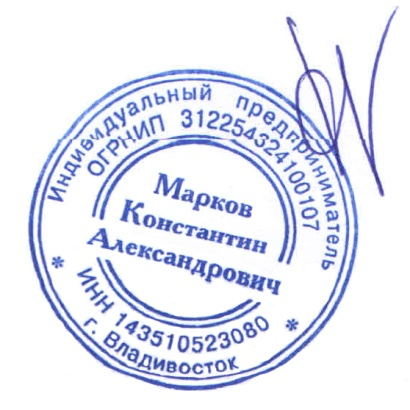 Индивидуальный предприниматель
ОГРНИП 312254324100107
Марков
Константин
Александрович
ИНН 143510523080
г. Владивосток